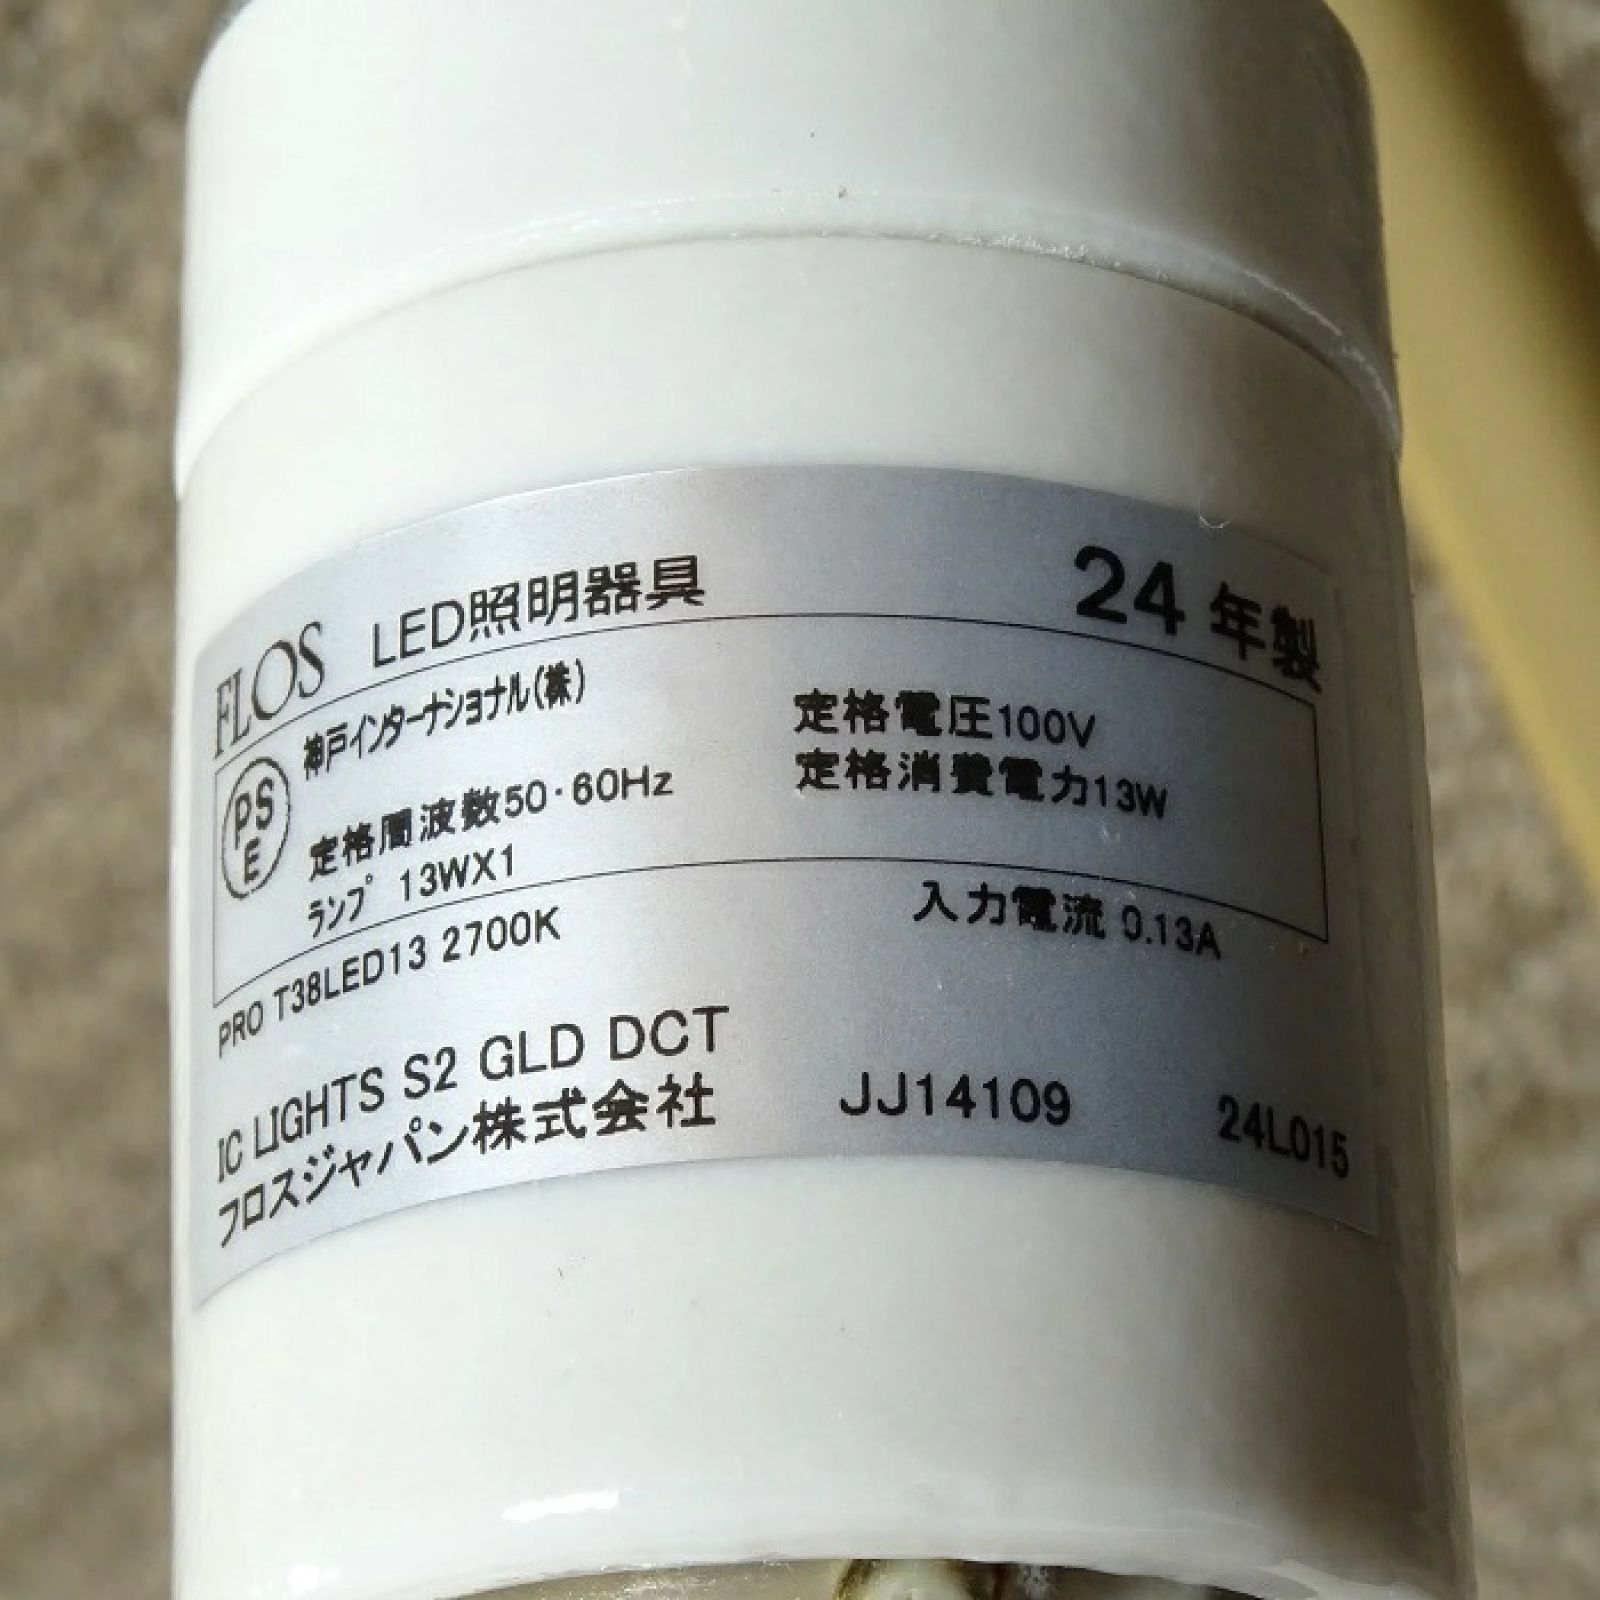 FLOS LED照明器具 24年製
PSE 神戸インターナショナル(株) 定格電圧100V
定格周波数50・60Hz 定格消費電力13W
ランプ 13WX1 入力電流 0.13A
PRO T38LED13 2700K
IC LIGHTS S2 GLD DCT
フロスジャパン株式会社 JJ14109 24L015